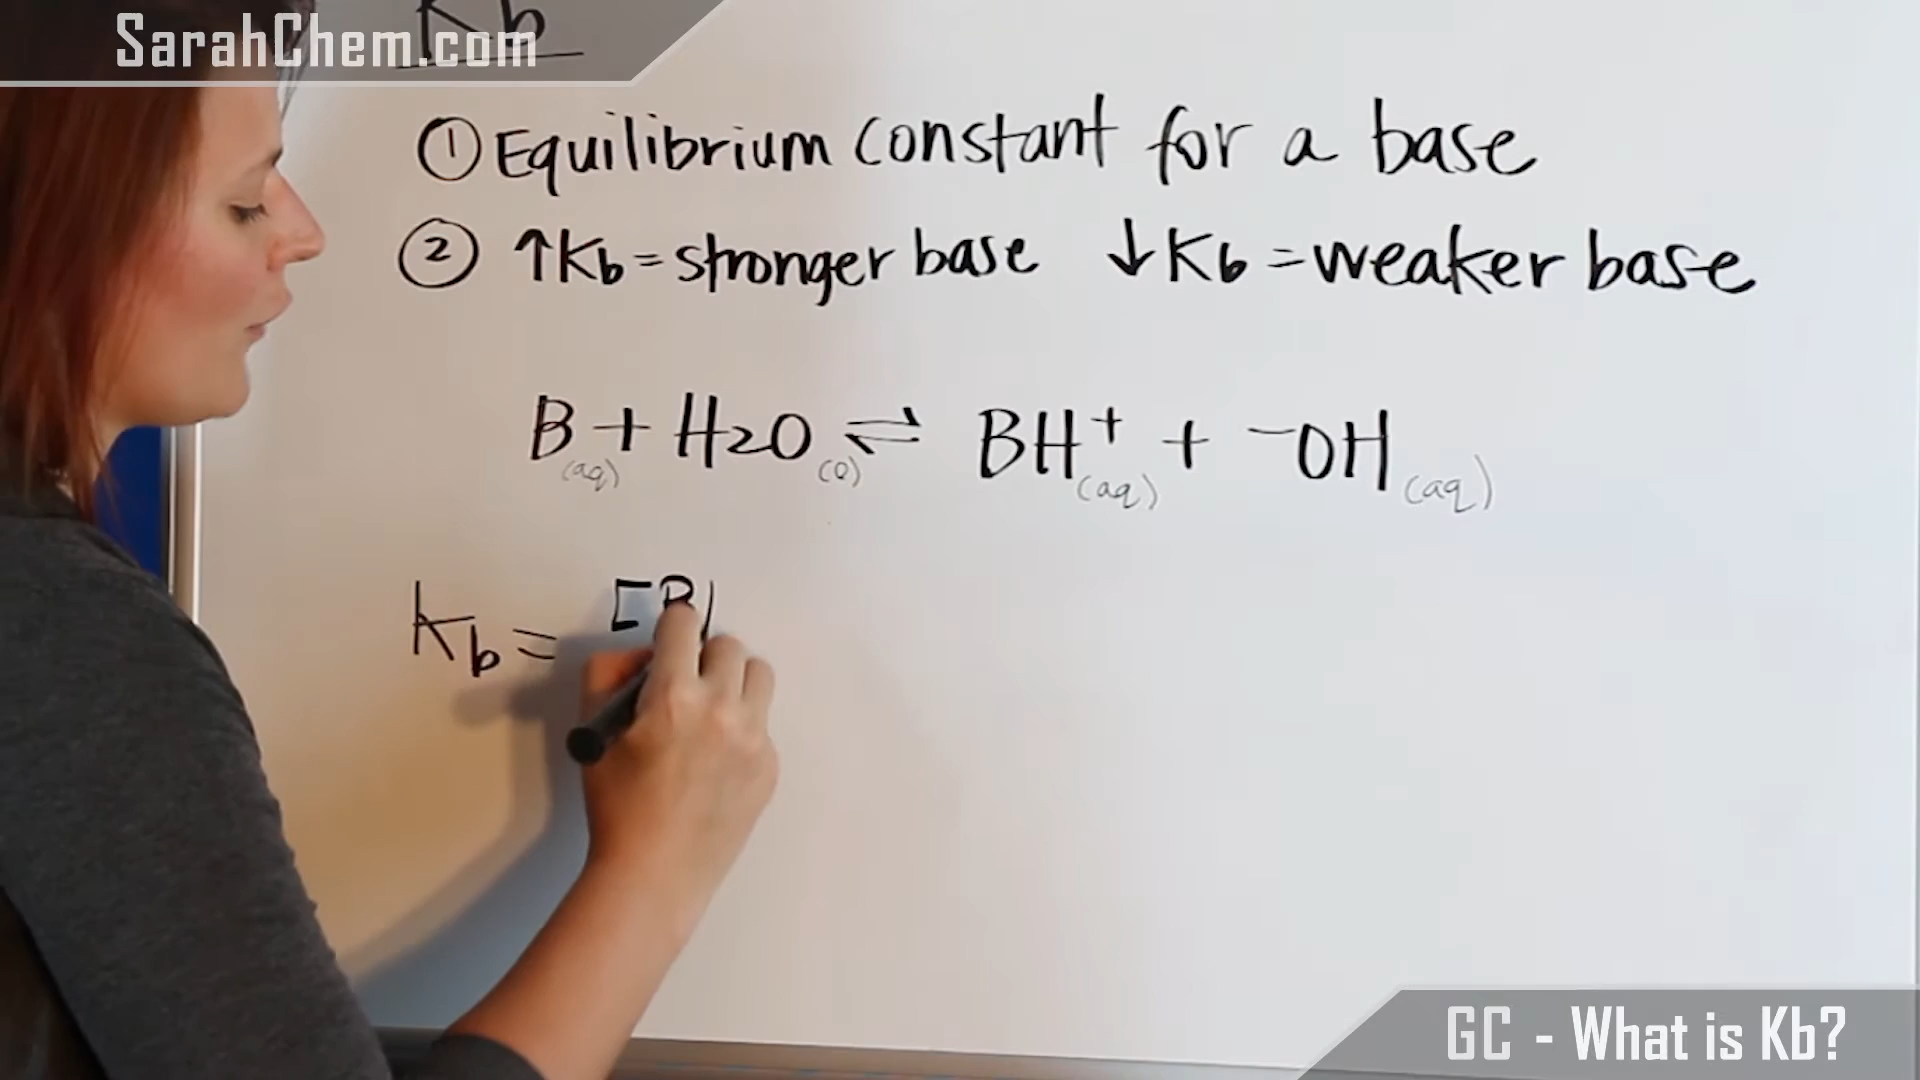 SarahChem.com
Kb
① Equilibrium constant for a base
② ↑Kb = stronger base ↓Kb = weaker base
B(aq) + H2O(l) ⇌ BH⁺(aq) + ⁻OH(aq)
Kb = [B
GC - What is Kb?